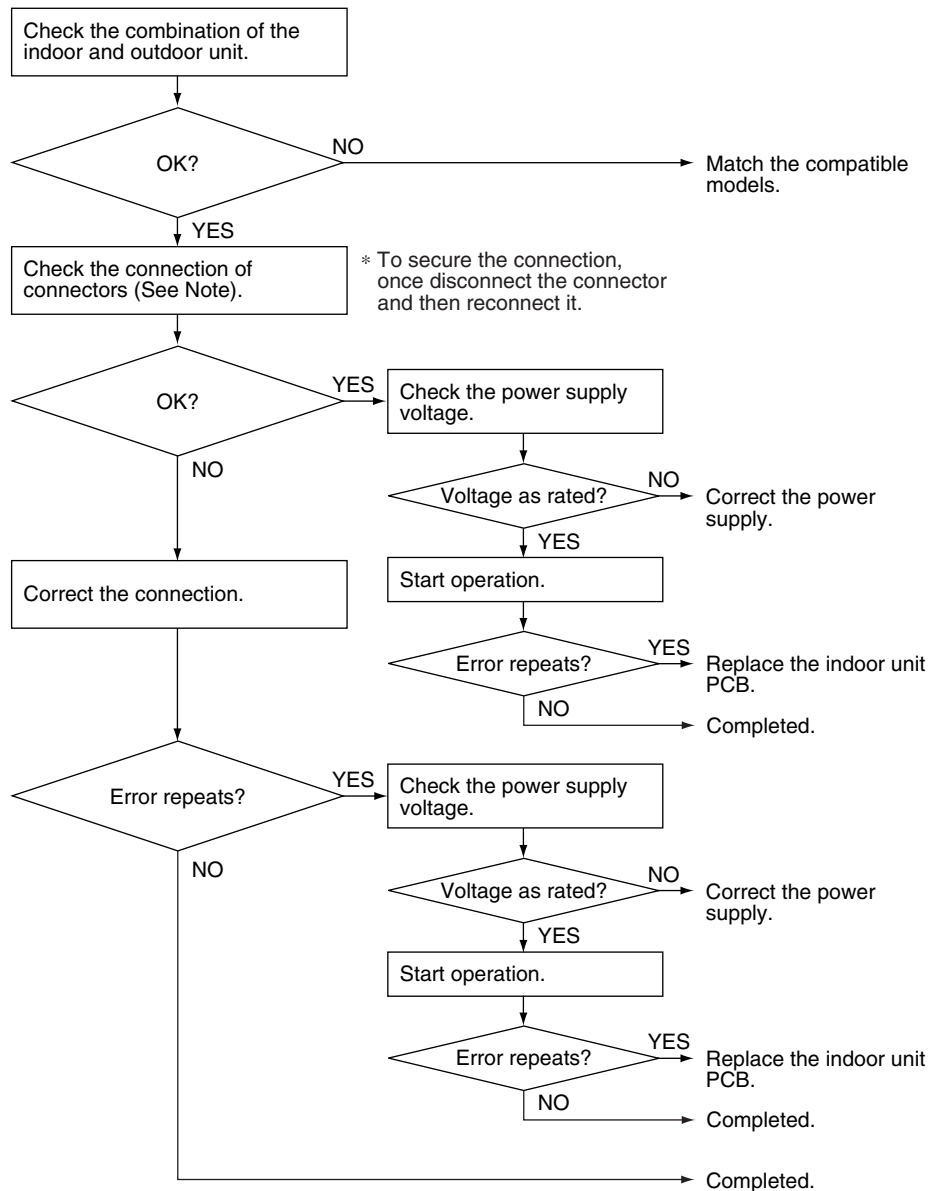 Check the combination of the
indoor and outdoor unit.
OK?
NO
Match the compatible
models.
YES
Check the connection of
connectors (See Note).
* To secure the connection,
once disconnect the connector
and then reconnect it.
OK?
YES
Check the power supply
voltage.
NO
Voltage as rated?
NO
Correct the power
supply.
YES
Start operation.
Correct the connection.
Error repeats?
YES
Replace the indoor unit
PCB.
NO
Completed.
Error repeats?
YES
Check the power supply
voltage.
NO
Voltage as rated?
NO
Correct the power
supply.
YES
Start operation.
Error repeats?
YES
Replace the indoor unit
PCB.
NO
Completed.
Completed.